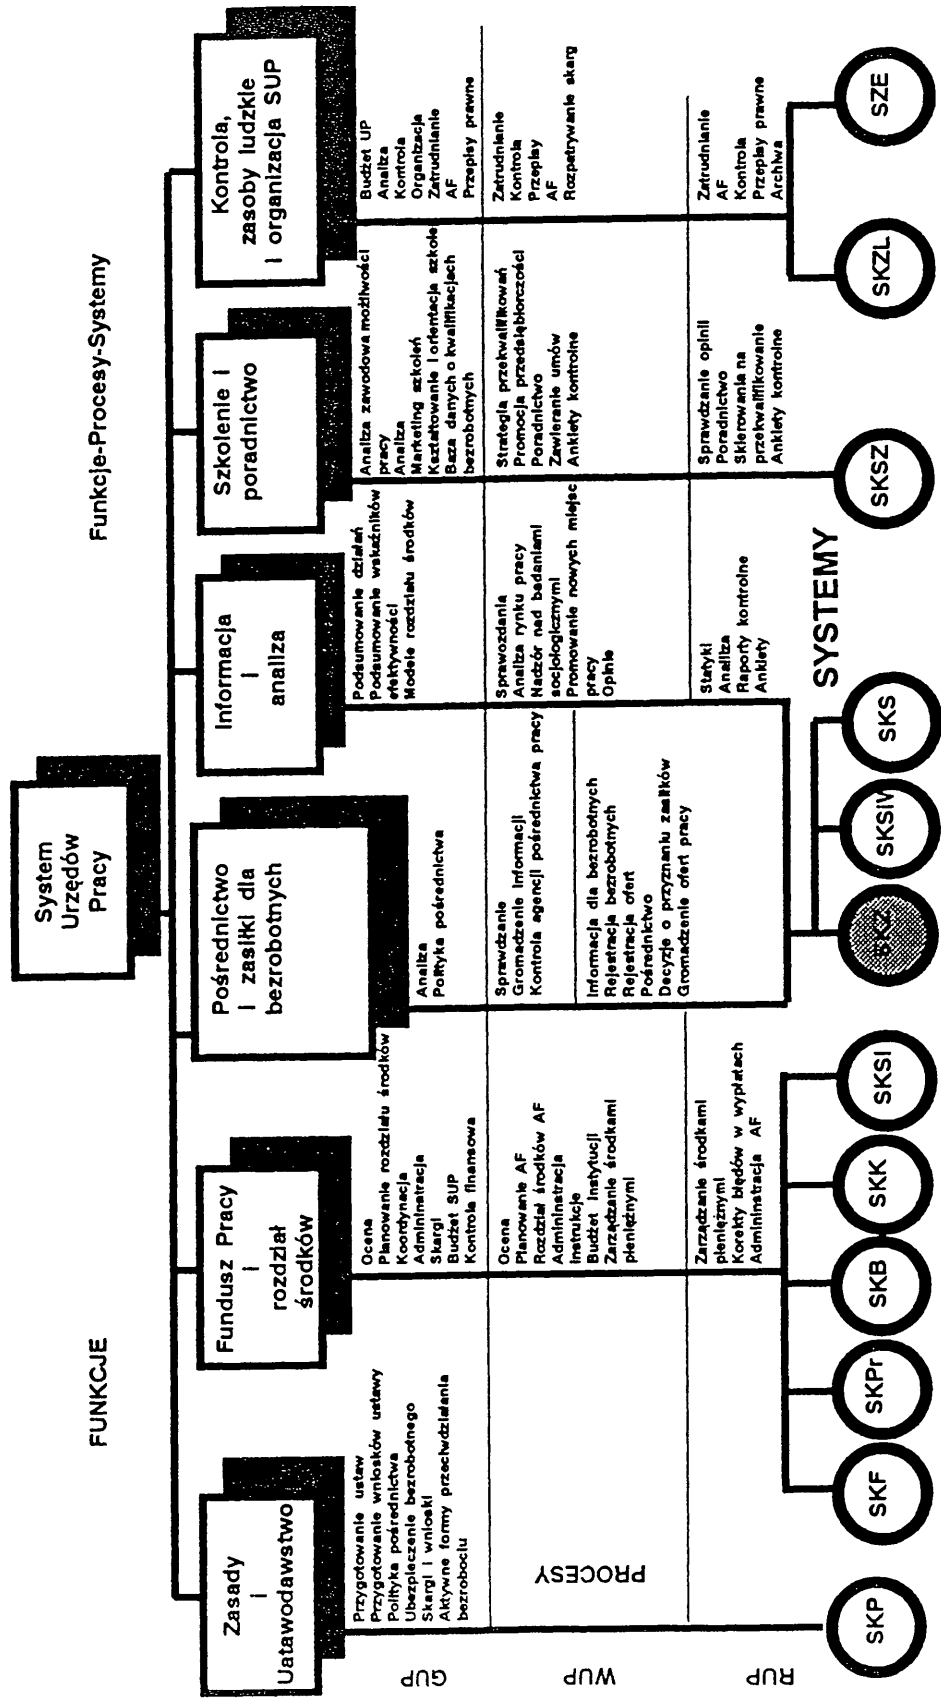 Funkcje-Procesy-Systemy
FUNKCJE
System
Urzędów
Pracy
Zasady
i
Uatawodawstwo
Fundusz Pracy
i
rozdział
środków
Pośrednictwo
i zasiłki dla
bezrobotnych
Informacja
i
analiza
Szkolenie i
poradnictwo
Kontrola,
zasoby ludzkie
i organizacja SUP
GUP
Przygotowanie ustaw
Przygotowanie wniosków ustawy
Polityka pośrednictwa
Ubezpieczenie bezrobotnego
Skargi i wnioski
Aktywne formy przechwdziałania
bezrobociu
Ocena
Planowanie rozdziału środków
Koordynacja
Admininstracja
Skargi
Budżet SUP
Kontrola finansowa
Analiza
Polityka pośrednictwa
Podsumowanie działań
Podsumowanie wskaźników
efektywności
Modele rozdziału środków
Analiza zawodowa możliwości
pracy
Analiza
Marketing szkoleń
Kształtowanie i orientacja szkole
Baza danych o kwalifikacjach
bezrobotnych
Budżet UP
Analiza
Kontrola
Organizacja
Zatrudnianie
AF
Przepisy prawne
WUP
PROCESY
Ocena
Planowanie AF
Rozdział środków AF
Admininstracja
Instrukcje
Budżet Instytucji
Zarządzanie środkami
pieniężnymi
Sprawdzanie
Gromadzenie Informacji
Kontrola agencji pośrednictwa pracy
Informacja dla bezrobotnych
Rejestracja bezrobotnych
Rejestracja ofert
Pośrednictwo
Decyzje o przyznaniu zasiłków
Gromadzenie ofert pracy
Sprawozdania
Analiza rynku pracy
Nadzór nad badaniami
socjologicznymi
Promowanie nowych miejsc
pracy
Opinie
Strategia przekwalifikowań
Promocja przedsiębiorczości
Poradnictwo
Zawieranie umów
Ankiety kontrolne
Zatrudnianie
Kontrola
Przepisy
AF
Rozpatrywanie skarg
RUP
Zarządzanie środkami
pieniężnymi
Korekty błędów w wypłatach
Admininstracja AF
Statyki
Analiza
Raporty kontrolne
Ankiety
Sprawdzanie opinii
Poradnictwo
Skierowania na
przekwalifikowanie
Ankiety kontrolne
Zatrudnianie
AF
Kontrola
Przepisy prawne
Archiwa
SYSTEMY
SKP
SKF
SKPr
SKB
SKK
SKSI
SKZ
SKSiW
SKS
SKSZ
SKZL
SZE